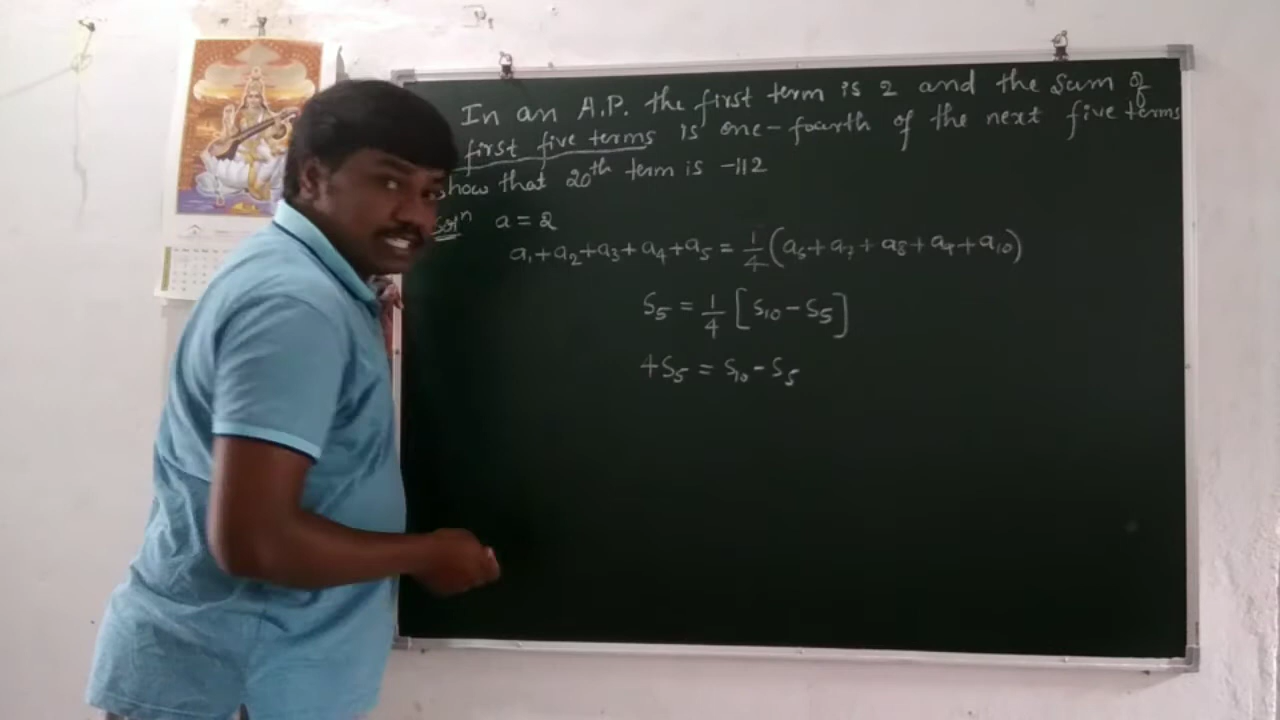 In an A.P. the first term is 2 and the sum of
first five terms is one-fourth of the next five terms
show that 20th term is -112
Solⁿ a = 2
a₁+a₂+a₃+a₄+a₅ = 1/4 (a₆+a₇+a₈+a₉+a₁₀)
S₅ = 1/4 [S₁₀ - S₅]
4S₅ = S₁₀ - S₅